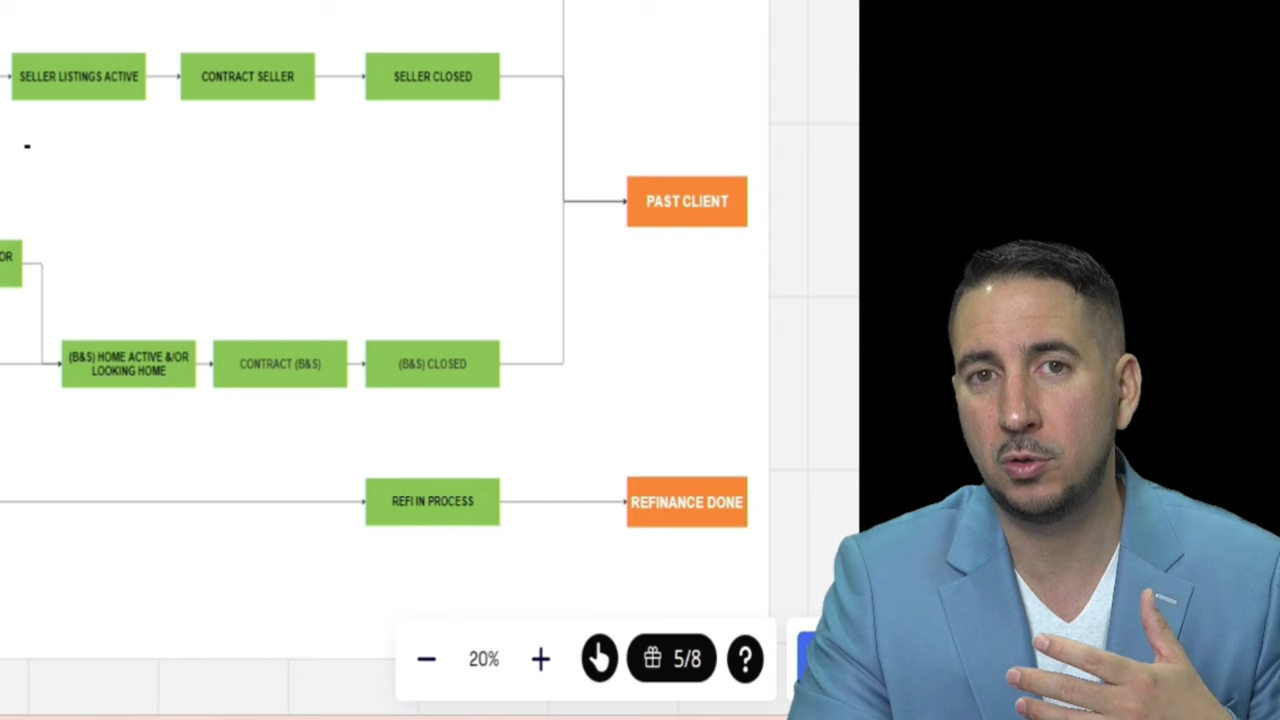 SELLER LISTINGS ACTIVE
CONTRACT SELLER
SELLER CLOSED
PAST CLIENT
OR
(B&S) HOME ACTIVE &/OR
LOOKING HOME
CONTRACT (B&S)
(B&S) CLOSED
REFI IN PROCESS
REFINANCE DONE
20%
5/8
?